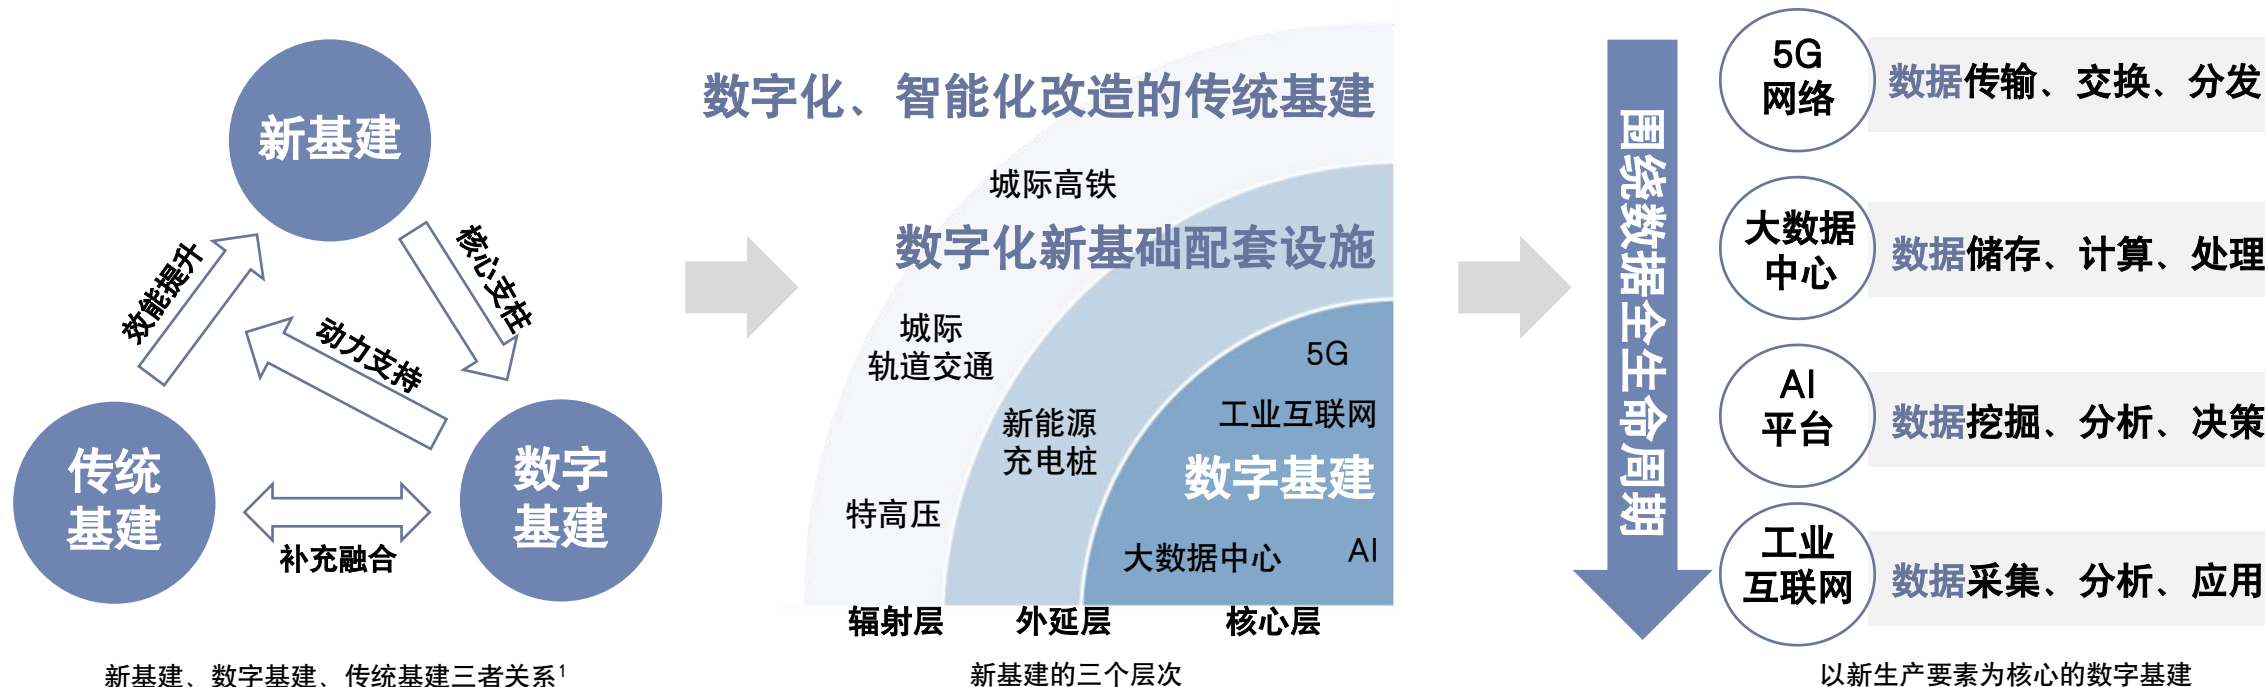 新基建
效能提升
核心支柱
动力支持
传统
基建
数字
基建
补充融合
新基建、数字基建、传统基建三者关系1
数字化、智能化改造的传统基建
城际高铁
数字化新基础配套设施
城际
轨道交通
5G
工业互联网
新能源
充电桩
数字基建
特高压
大数据中心
AI
辐射层
外延层
核心层
新基建的三个层次
围绕数据全生命周期
5G
网络
数据传输、交换、分发
大数据
中心
数据储存、计算、处理
AI
平台
数据挖掘、分析、决策
工业
互联网
数据采集、分析、应用
以新生产要素为核心的数字基建